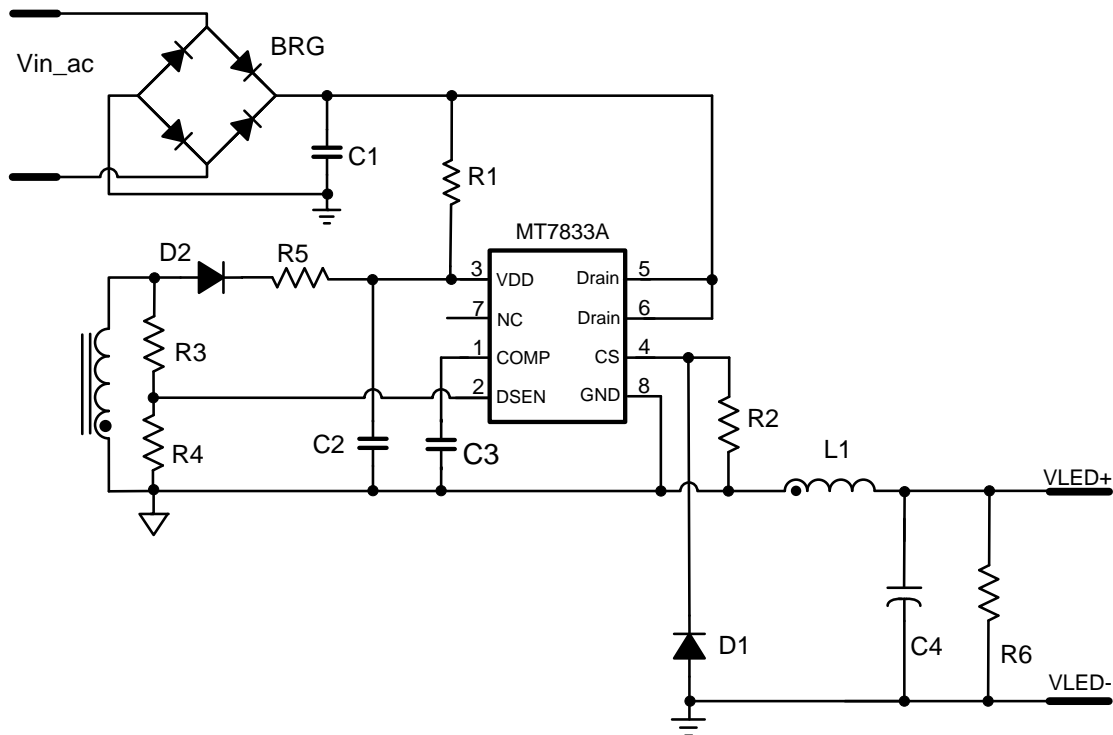 BRG
Vin_ac
C1
R1
MT7833A
D2
R5
3
VDD
Drain
5
7
NC
Drain
6
R3
1
COMP
CS
4
2
DSEN
GND
8
R4
C2
C3
R2
L1
VLED+
D1
C4
R6
VLED-